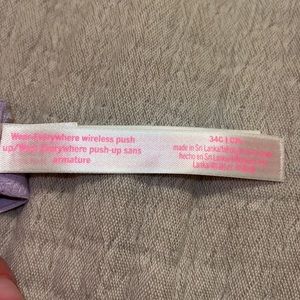 Wear Everywhere wireless push
up/Wear Everywhere push-up sans
armature
34C |
made in Sri Lanka/
hecho en Sri Lanka/
Lanka/